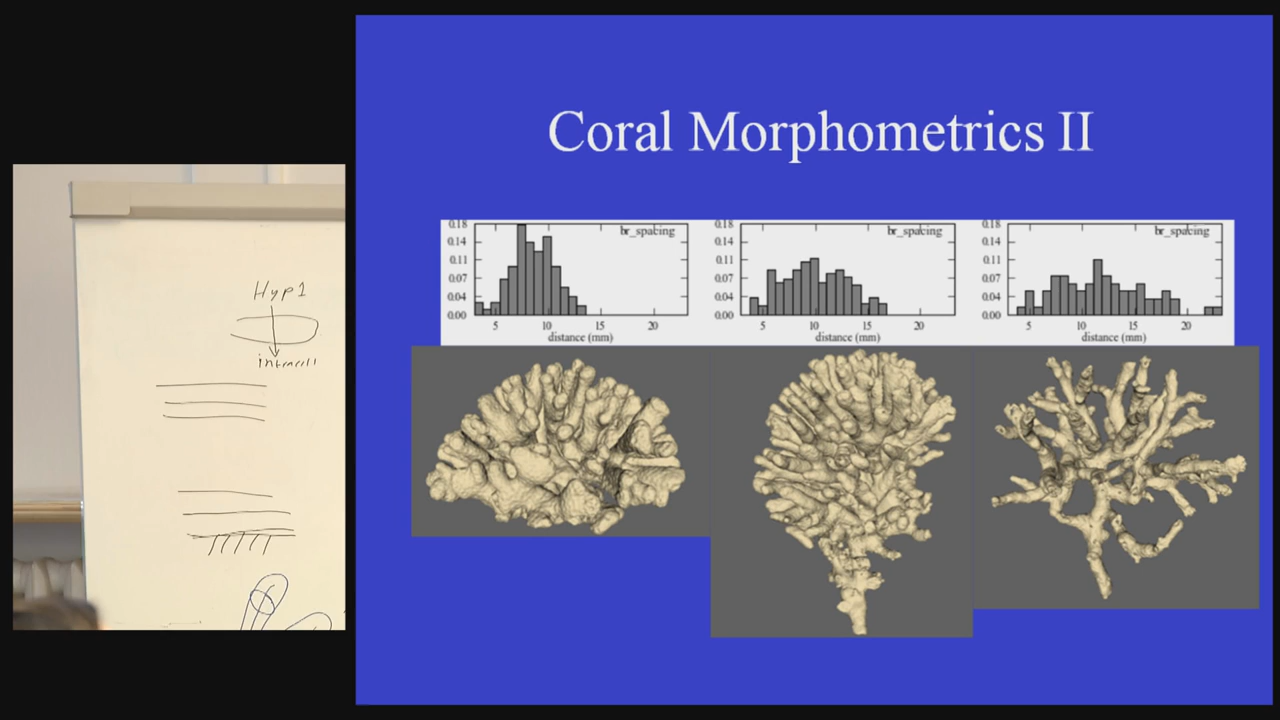 Hyp1
Coral Morphometrics II
0.18
0.14
0.11
0.07
0.04
0.00
br_spacing
5 10 15 20
distance (mm)
0.18
0.14
0.11
0.07
0.04
0.00
br_spacing
5 10 15 20
distance (mm)
0.18
0.14
0.11
0.07
0.04
0.00
br_spacing
5 10 15 20
distance (mm)